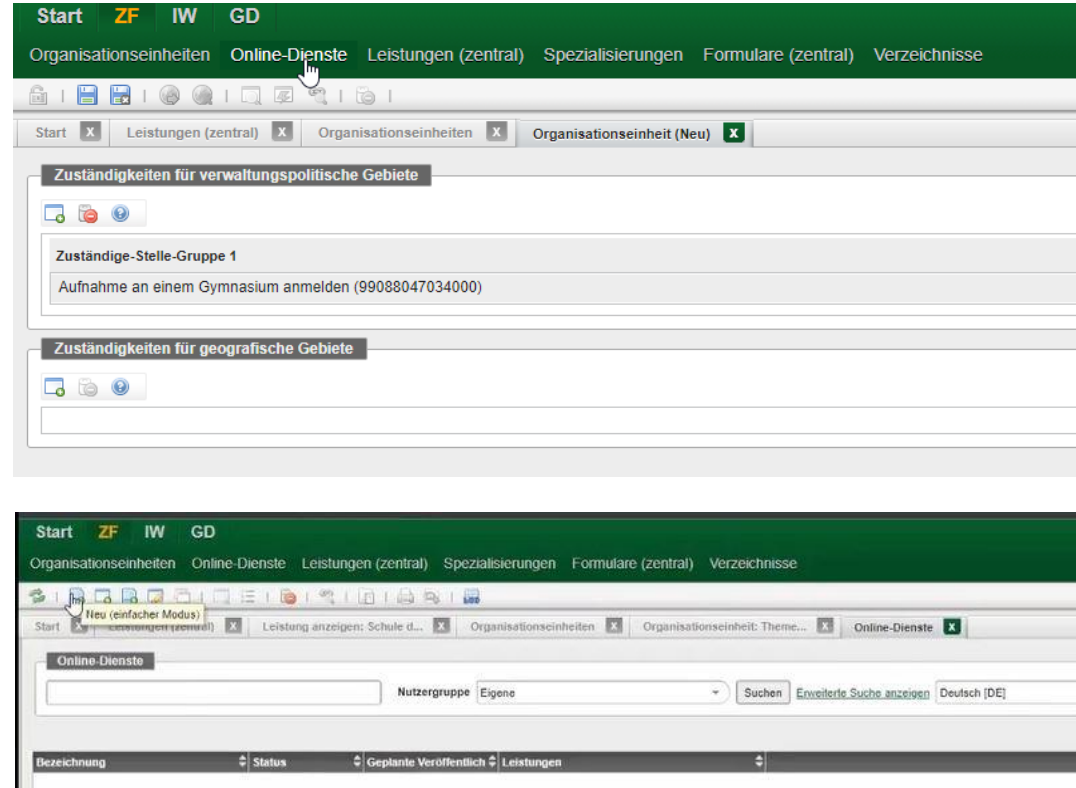 Start ZF IW GD
Organisationseinheiten Online-Dienste Leistungen (zentral) Spezialisierungen Formulare (zentral) Verzeichnisse
Start X Leistungen (zentral) X Organisationseinheiten X Organisationseinheit (Neu) X
Zuständigkeiten für verwaltungspolitische Gebiete
Zuständige-Stelle-Gruppe 1
Aufnahme an einem Gymnasium anmelden (99088047034000)
Zuständigkeiten für geografische Gebiete
Start ZF IW GD
Organisationseinheiten Online-Dienste Leistungen (zentral) Spezialisierungen Formulare (zentral) Verzeichnisse
Neu (einfacher Modus)
Start X Leistungen (zentral) X Leistung anzeigen: Schule d... X Organisationseinheiten X Organisationseinheit: Theme... X Online-Dienste X
Online-Dienste
Nutzergruppe Eigene Suchen Erweiterte Suche anzeigen Deutsch [DE]
Bezeichnung Status Geplante Veröffentlich Leistungen